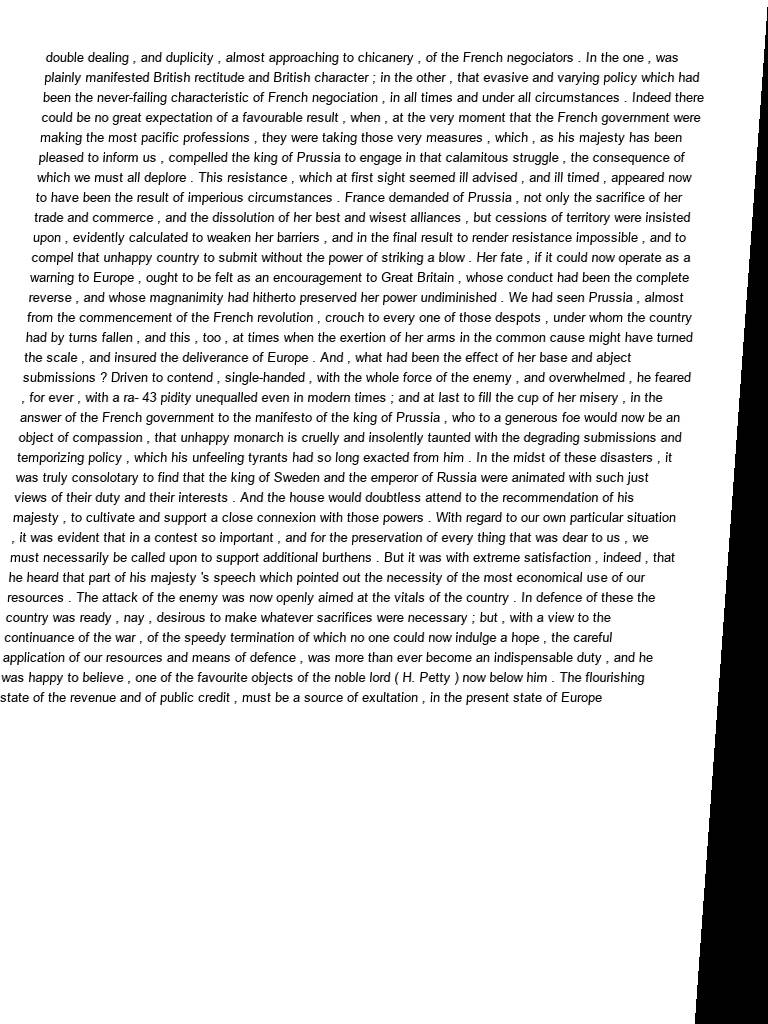 double dealing , and duplicity , almost approaching to chicanery , of the French negociators . In the one , was
plainly manifested British rectitude and British character ; in the other , that evasive and varying policy which had
been the never-failing characteristic of French negociation , in all times and under all circumstances . Indeed there
could be no great expectation of a favourable result , when , at the very moment that the French government were
making the most pacific professions , they were taking those very measures , which , as his majesty has been
pleased to inform us , compelled the king of Prussia to engage in that calamitous struggle , the consequence of
which we must all deplore . This resistance , which at first sight seemed ill advised , and ill timed , appeared now
to have been the result of imperious circumstances . France demanded of Prussia , not only the sacrifice of her
trade and commerce , and the dissolution of her best and wisest alliances , but cessions of territory were insisted
upon , evidently calculated to weaken her barriers , and in the final result to render resistance impossible , and to
compel that unhappy country to submit without the power of striking a blow . Her fate , if it could now operate as a
warning to Europe , ought to be felt as an encouragement to Great Britain , whose conduct had been the complete
reverse , and whose magnanimity had hitherto preserved her power undiminished . We had seen Prussia , almost
from the commencement of the French revolution , crouch to every one of those despots , under whom the country
had by turns fallen , and this , too , at times when the exertion of her arms in the common cause might have turned
the scale , and insured the deliverance of Europe . And , what had been the effect of her base and abject
submissions ? Driven to contend , single-handed , with the whole force of the enemy , and overwhelmed , he feared
, for ever , with a ra- 43 pidity unequalled even in modern times ; and at last to fill the cup of her misery , in the
answer of the French government to the manifesto of the king of Prussia , who to a generous foe would now be an
object of compassion , that unhappy monarch is cruelly and insolently taunted with the degrading submissions and
temporizing policy , which his unfeeling tyrants had so long exacted from him . In the midst of these disasters , it
was truly consolotary to find that the king of Sweden and the emperor of Russia were animated with such just
views of their duty and their interests . And the house would doubtless attend to the recommendation of his
majesty , to cultivate and support a close connexion with those powers . With regard to our own particular situation
, it was evident that in a contest so important , and for the preservation of every thing that was dear to us , we
must necessarily be called upon to support additional burthens . But it was with extreme satisfaction , indeed , that
he heard that part of his majesty 's speech which pointed out the necessity of the most economical use of our
resources . The attack of the enemy was now openly aimed at the vitals of the country . In defence of these the
country was ready , nay , desirous to make whatever sacrifices were necessary ; but , with a view to the
continuance of the war , of the speedy termination of which no one could now indulge a hope , the careful
application of our resources and means of defence , was more than ever become an indispensable duty , and he
was happy to believe , one of the favourite objects of the noble lord ( H. Petty ) now below him . The flourishing
state of the revenue and of public credit , must be a source of exultation , in the present state of Europe